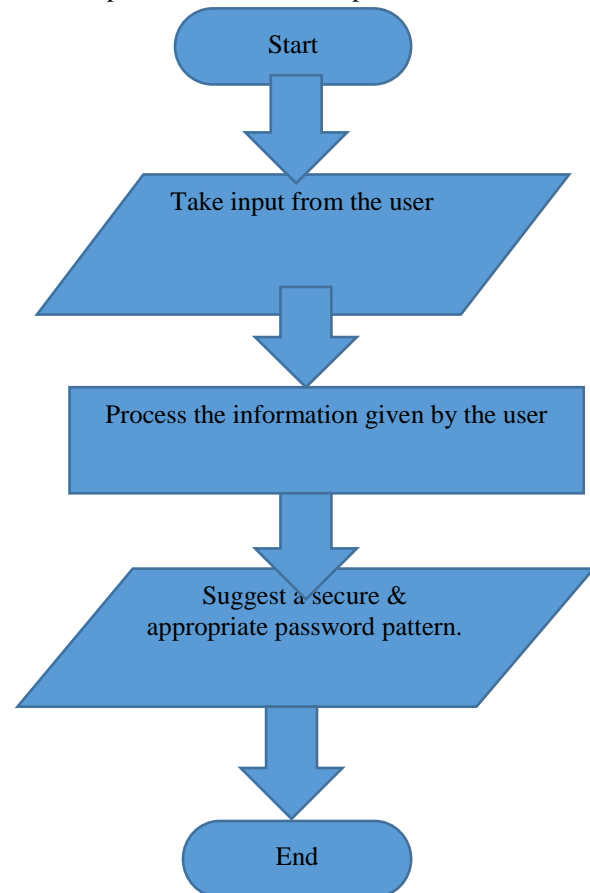 Start
Take input from the user
Process the information given by the user
Suggest a secure &
appropriate password pattern.
End